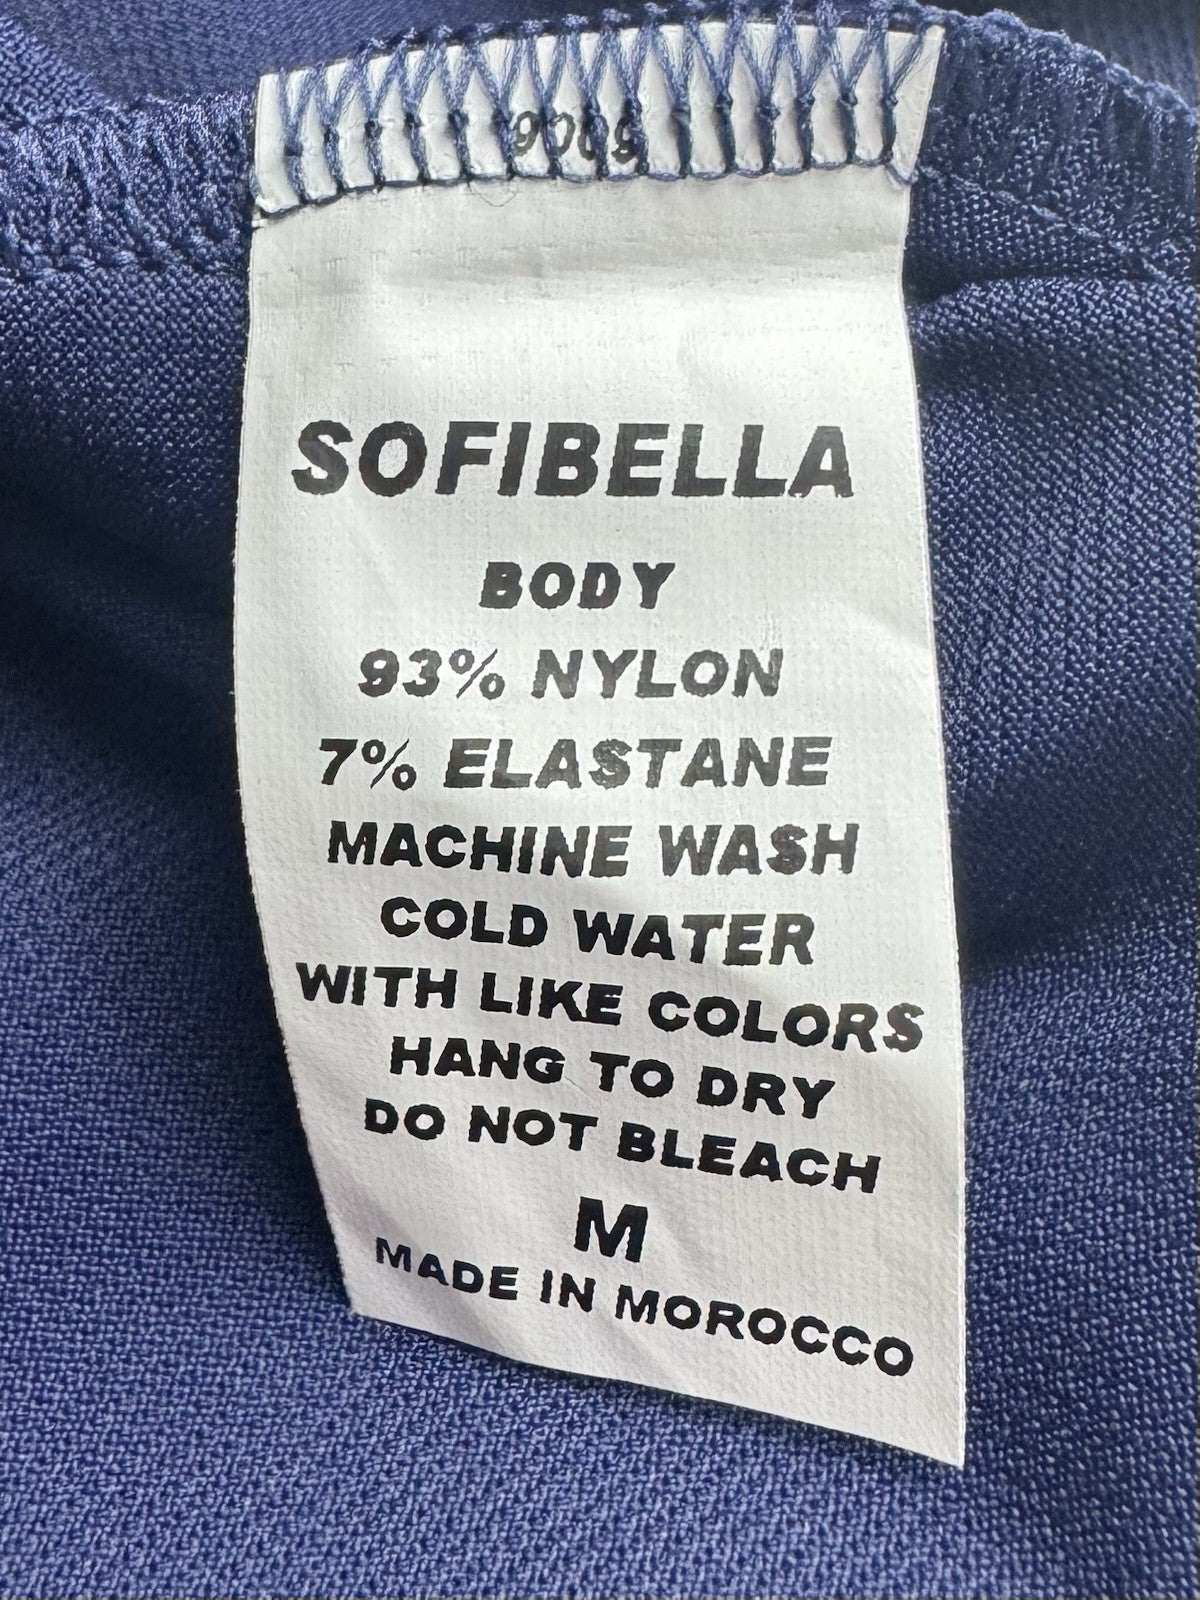 SOFIBELLA
BODY
93% NYLON
7% ELASTANE
MACHINE WASH
COLD WATER
WITH LIKE COLORS
HANG TO DRY
DO NOT BLEACH
M
MADE IN MOROCCO